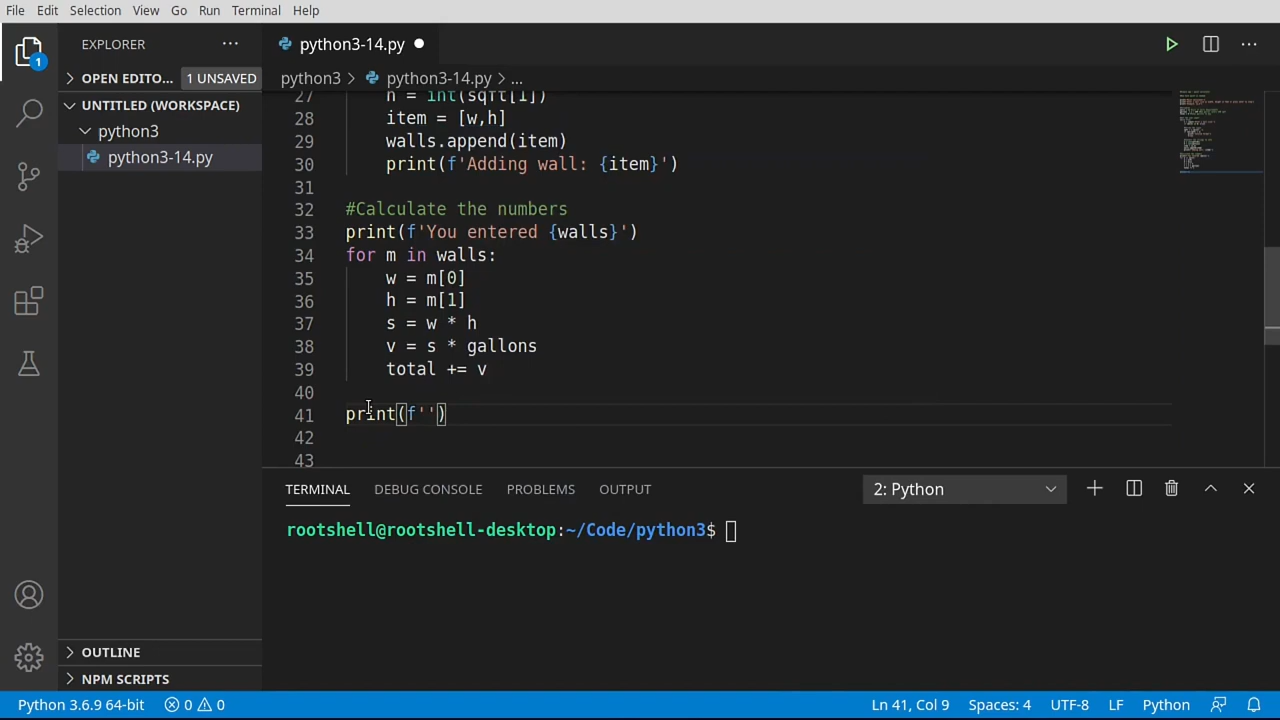 File Edit Selection View Go Run Terminal Help
EXPLORER
python3-14.py
1
OPEN EDITO...
1 UNSAVED
python3
python3-14.py
...
UNTITLED (WORKSPACE)
python3
python3-14.py
27 h = int(sqft[1])
28 item = [w,h]
29 walls.append(item)
30 print(f'Adding wall: {item}')
31
32 #Calculate the numbers
33 print(f'You entered {walls}')
34 for m in walls:
35 w = m[0]
36 h = m[1]
37 s = w * h
38 v = s * gallons
39 total += v
40
41 print(f'')
42
43
TERMINAL DEBUG CONSOLE PROBLEMS OUTPUT 2: Python
rootshell@rootshell-desktop:~/Code/python3$
OUTLINE
NPM SCRIPTS
Python 3.6.9 64-bit 0 0 Ln 41, Col 9 Spaces: 4 UTF-8 LF Python